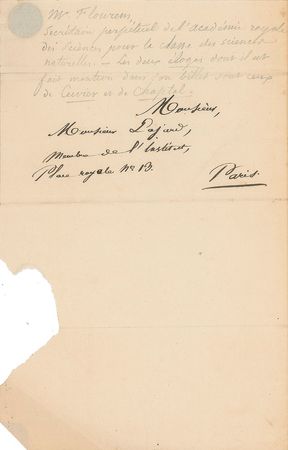 Mr Flourens,
Secrétaire perpétuel de l'académie royale
des sciences pour la classe des sciences
naturelles. — Les deux éloges dont il est
fait mention dans son billet sont ceux
de Cuvier et de Chaptal.
Monsieur,
Monsieur Lajard,
Membre de l'Institut,
Place royale No 13.
Paris.